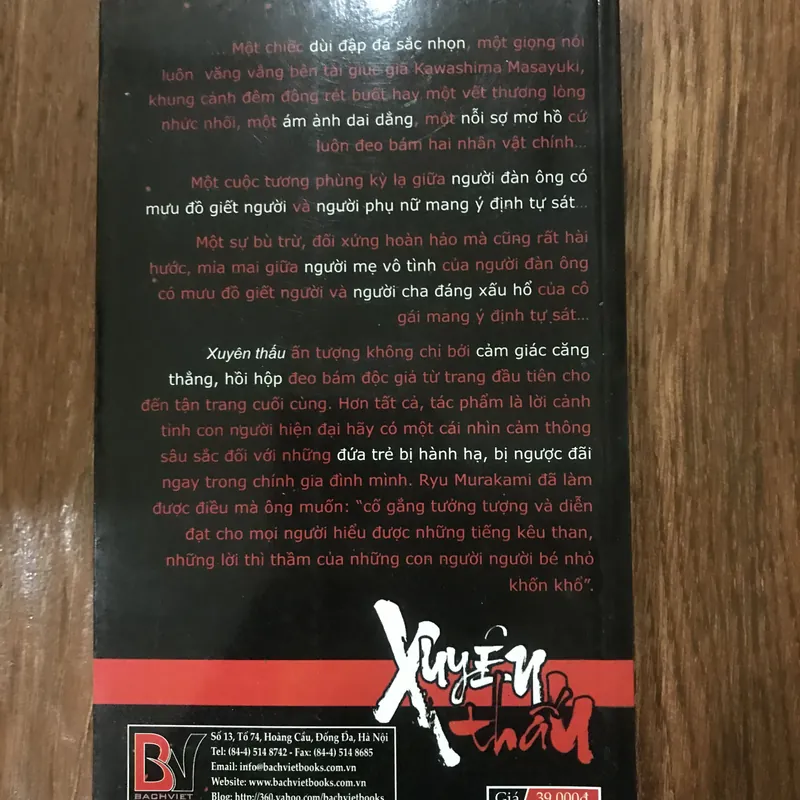 ... Một chiếc dùi đập đá sắc nhọn, một giọng nói
luôn văng vẳng bên tai giục giã Kawashima Masayuki,
khung cảnh đêm đông rét buốt hay một vết thương lòng
nhức nhối, một ám ảnh dai dẳng, một nỗi sợ mơ hồ cứ
luôn đeo bám hai nhân vật chính...
Một cuộc tương phùng kỳ lạ giữa người đàn ông có
mưu đồ giết người và người phụ nữ mang ý định tự sát...
Một sự bù trừ, đối xứng hoàn hảo mà cũng rất hài
hước, mỉa mai giữa người mẹ vô tình của người đàn ông
có mưu đồ giết người và người cha đáng xấu hổ của cô
gái mang ý định tự sát...
Xuyên thấu ấn tượng không chỉ bởi cảm giác căng
thẳng, hồi hộp đeo bám độc giả từ trang đầu tiên cho
đến tận trang cuối cùng. Hơn tất cả, tác phẩm là lời cảnh
tỉnh con người hiện đại hãy có một cái nhìn cảm thông
sâu sắc đối với những đứa trẻ bị hành hạ, bị ngược đãi
ngay trong chính gia đình mình. Ryu Murakami đã làm
được điều mà ông muốn: “cố gắng tưởng tượng và diễn
đạt cho mọi người hiểu được những tiếng kêu than,
những lời thì thầm của những con người người bé nhỏ
khốn khổ”.
Xuyên
thấu
BV
BACHVIET
Số 13, Tổ 74, Hoàng Cầu, Đống Đa, Hà Nội
Tel: (84-4) 514 8742 - Fax: (84-4) 514 8685
Email: info@bachvietbooks.com.vn
Website: www.bachvietbooks.com.vn
Blog: http://360.yahoo.com/bachvietbooks
Giá 39.000đ